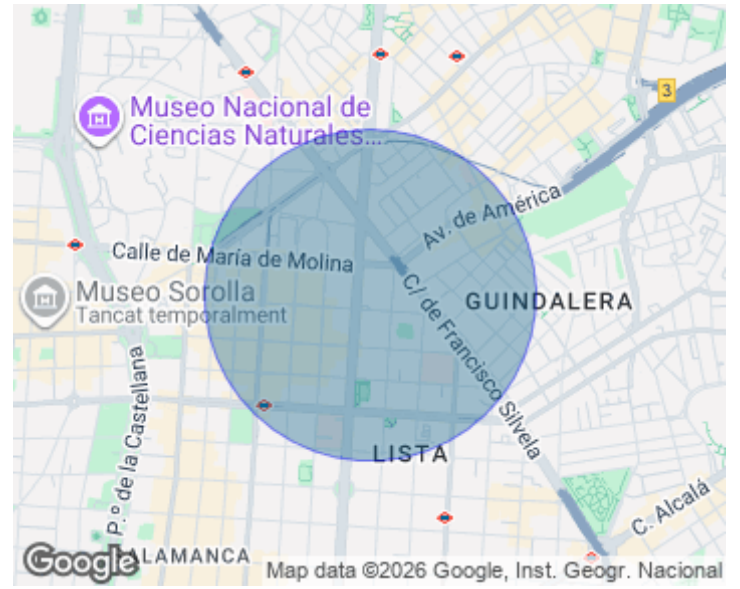 3
Museo Nacional de
Ciencias Naturales...
Av. de América
Calle de María de Molina
Museo Sorolla
Tancat temporalment
GUINDALERA
C/ de Francisco Silvela
P.º de la Castellana
LISTA
C. Alcalá
SALAMANCA
Google
Map data ©2026 Google, Inst. Geogr. Nacional